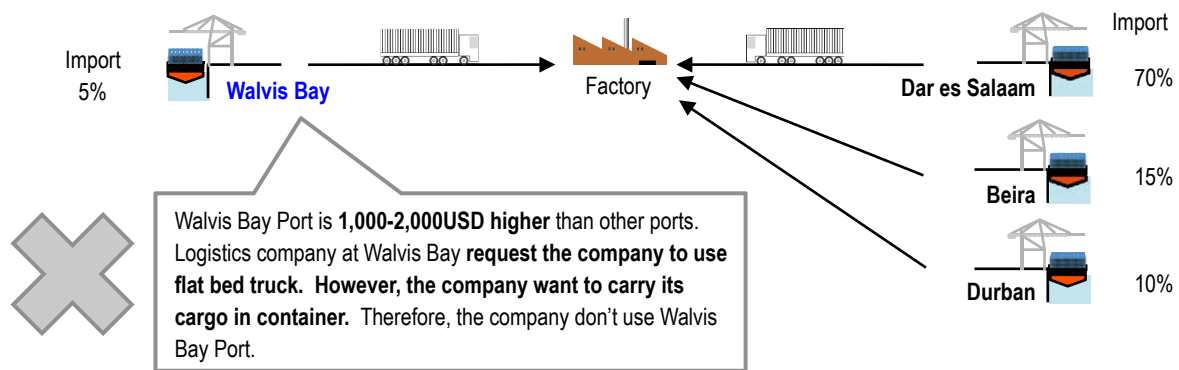 Import
5%
Walvis Bay
Factory
Import
Dar es Salaam
70%
Beira
15%
Durban
10%
Walvis Bay Port is 1,000-2,000USD higher than other ports.
Logistics company at Walvis Bay request the company to use
flat bed truck.  However, the company want to carry its
cargo in container.  Therefore, the company don't use Walvis
Bay Port.